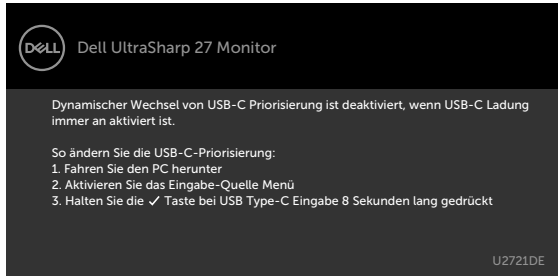 DELL
Dell UltraSharp 27 Monitor
Dynamischer Wechsel von USB-C Priorisierung ist deaktiviert, wenn USB-C Ladung
immer an aktiviert ist.
So ändern Sie die USB-C-Priorisierung:
1. Fahren Sie den PC herunter
2. Aktivieren Sie das Eingabe-Quelle Menü
3. Halten Sie die ✓ Taste bei USB Type-C Eingabe 8 Sekunden lang gedrückt
U2721DE